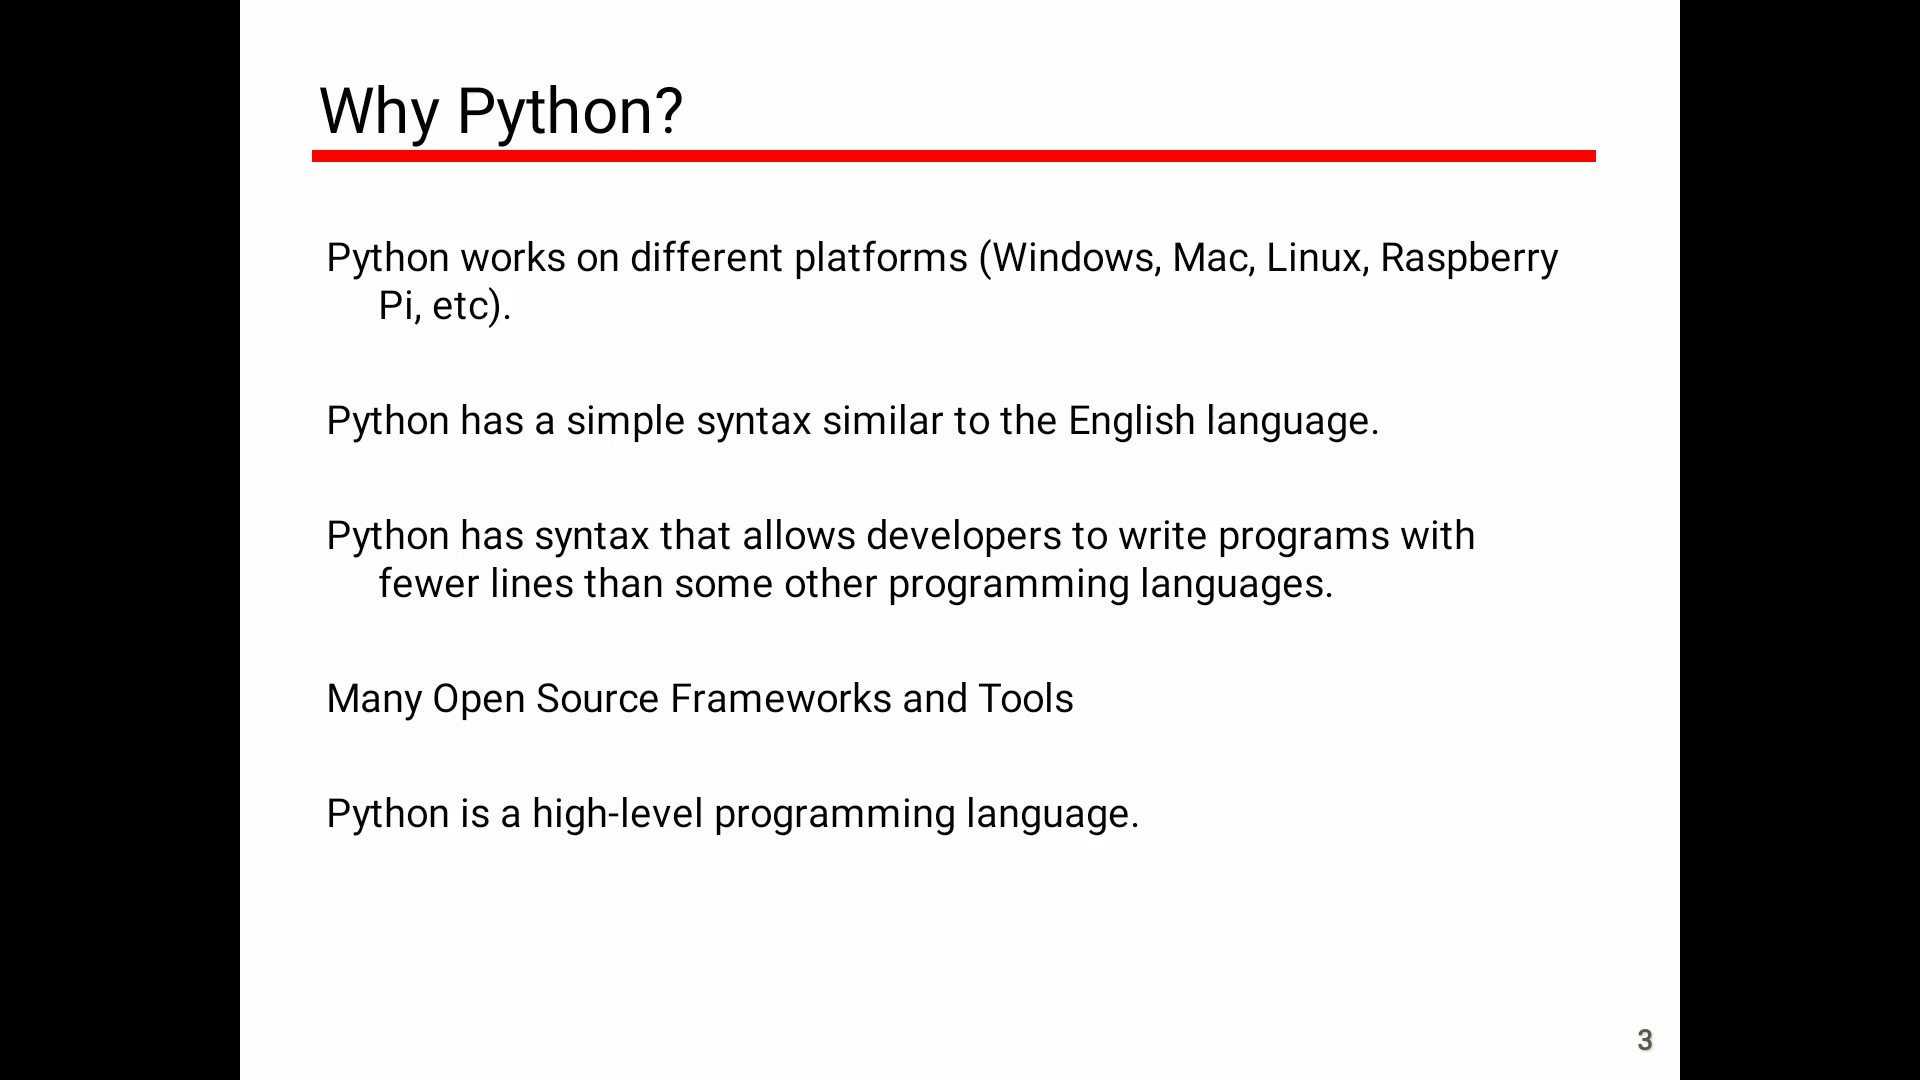 Why Python?
Python works on different platforms (Windows, Mac, Linux, Raspberry
Pi, etc).
Python has a simple syntax similar to the English language.
Python has syntax that allows developers to write programs with
fewer lines than some other programming languages.
Many Open Source Frameworks and Tools
Python is a high-level programming language.
3